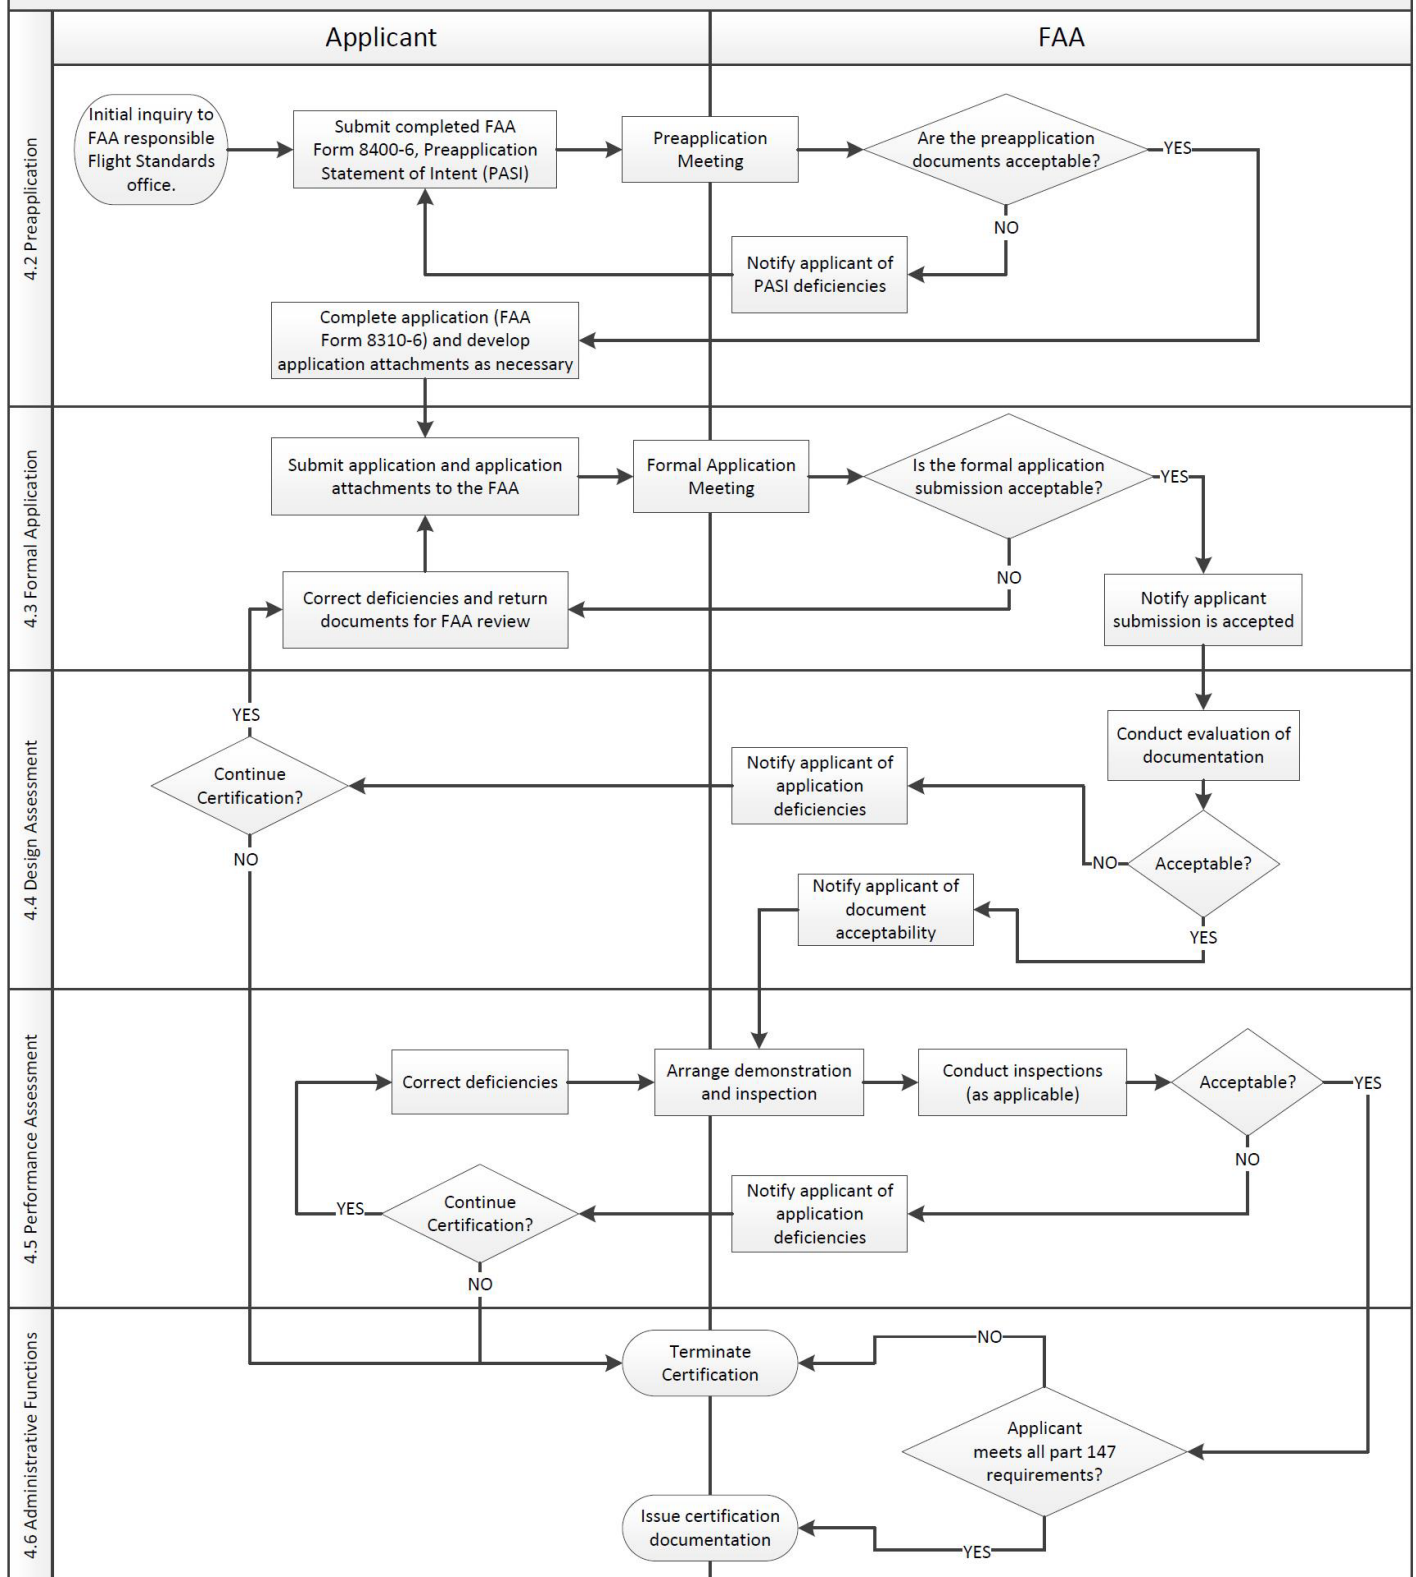 Applicant
FAA
4.2 Preapplication
Initial inquiry to
FAA responsible
Flight Standards
office.
Submit completed FAA
Form 8400-6, Preapplication
Statement of Intent (PASI)
Preapplication
Meeting
Are the preapplication
documents acceptable?
YES
NO
Notify applicant of
PASI deficiencies
Complete application (FAA
Form 8310-6) and develop
application attachments as necessary
4.3 Formal Application
Submit application and application
attachments to the FAA
Formal Application
Meeting
Is the formal application
submission acceptable?
YES
NO
Correct deficiencies and return
documents for FAA review
Notify applicant
submission is accepted
4.4 Design Assessment
YES
Continue
Certification?
NO
Notify applicant of
application
deficiencies
Conduct evaluation of
documentation
Acceptable?
NO
YES
Notify applicant of
document
acceptability
4.5 Performance Assessment
Correct deficiencies
Arrange demonstration
and inspection
Conduct inspections
(as applicable)
Acceptable?
YES
NO
Notify applicant of
application
deficiencies
Continue
Certification?
YES
NO
4.6 Administrative Functions
Terminate
Certification
NO
Applicant
meets all part 147
requirements?
YES
Issue certification
documentation